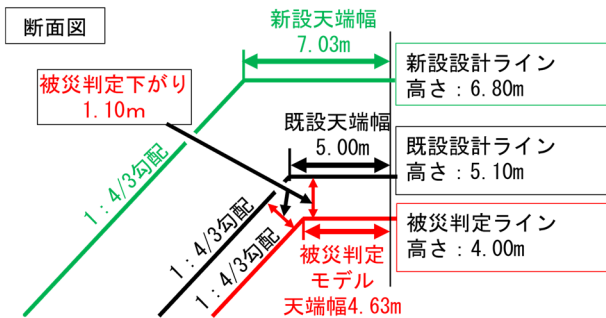 断面図
新設天端幅
7.03m
新設設計ライン
高さ：6.80m
被災判定下がり
1.10m
既設天端幅
5.00m
既設設計ライン
高さ：5.10m
1：4/3勾配
1：4/3勾配
1：4/3勾配
被災判定ライン
高さ：4.00m
被災判定
モデル
天端幅4.63m